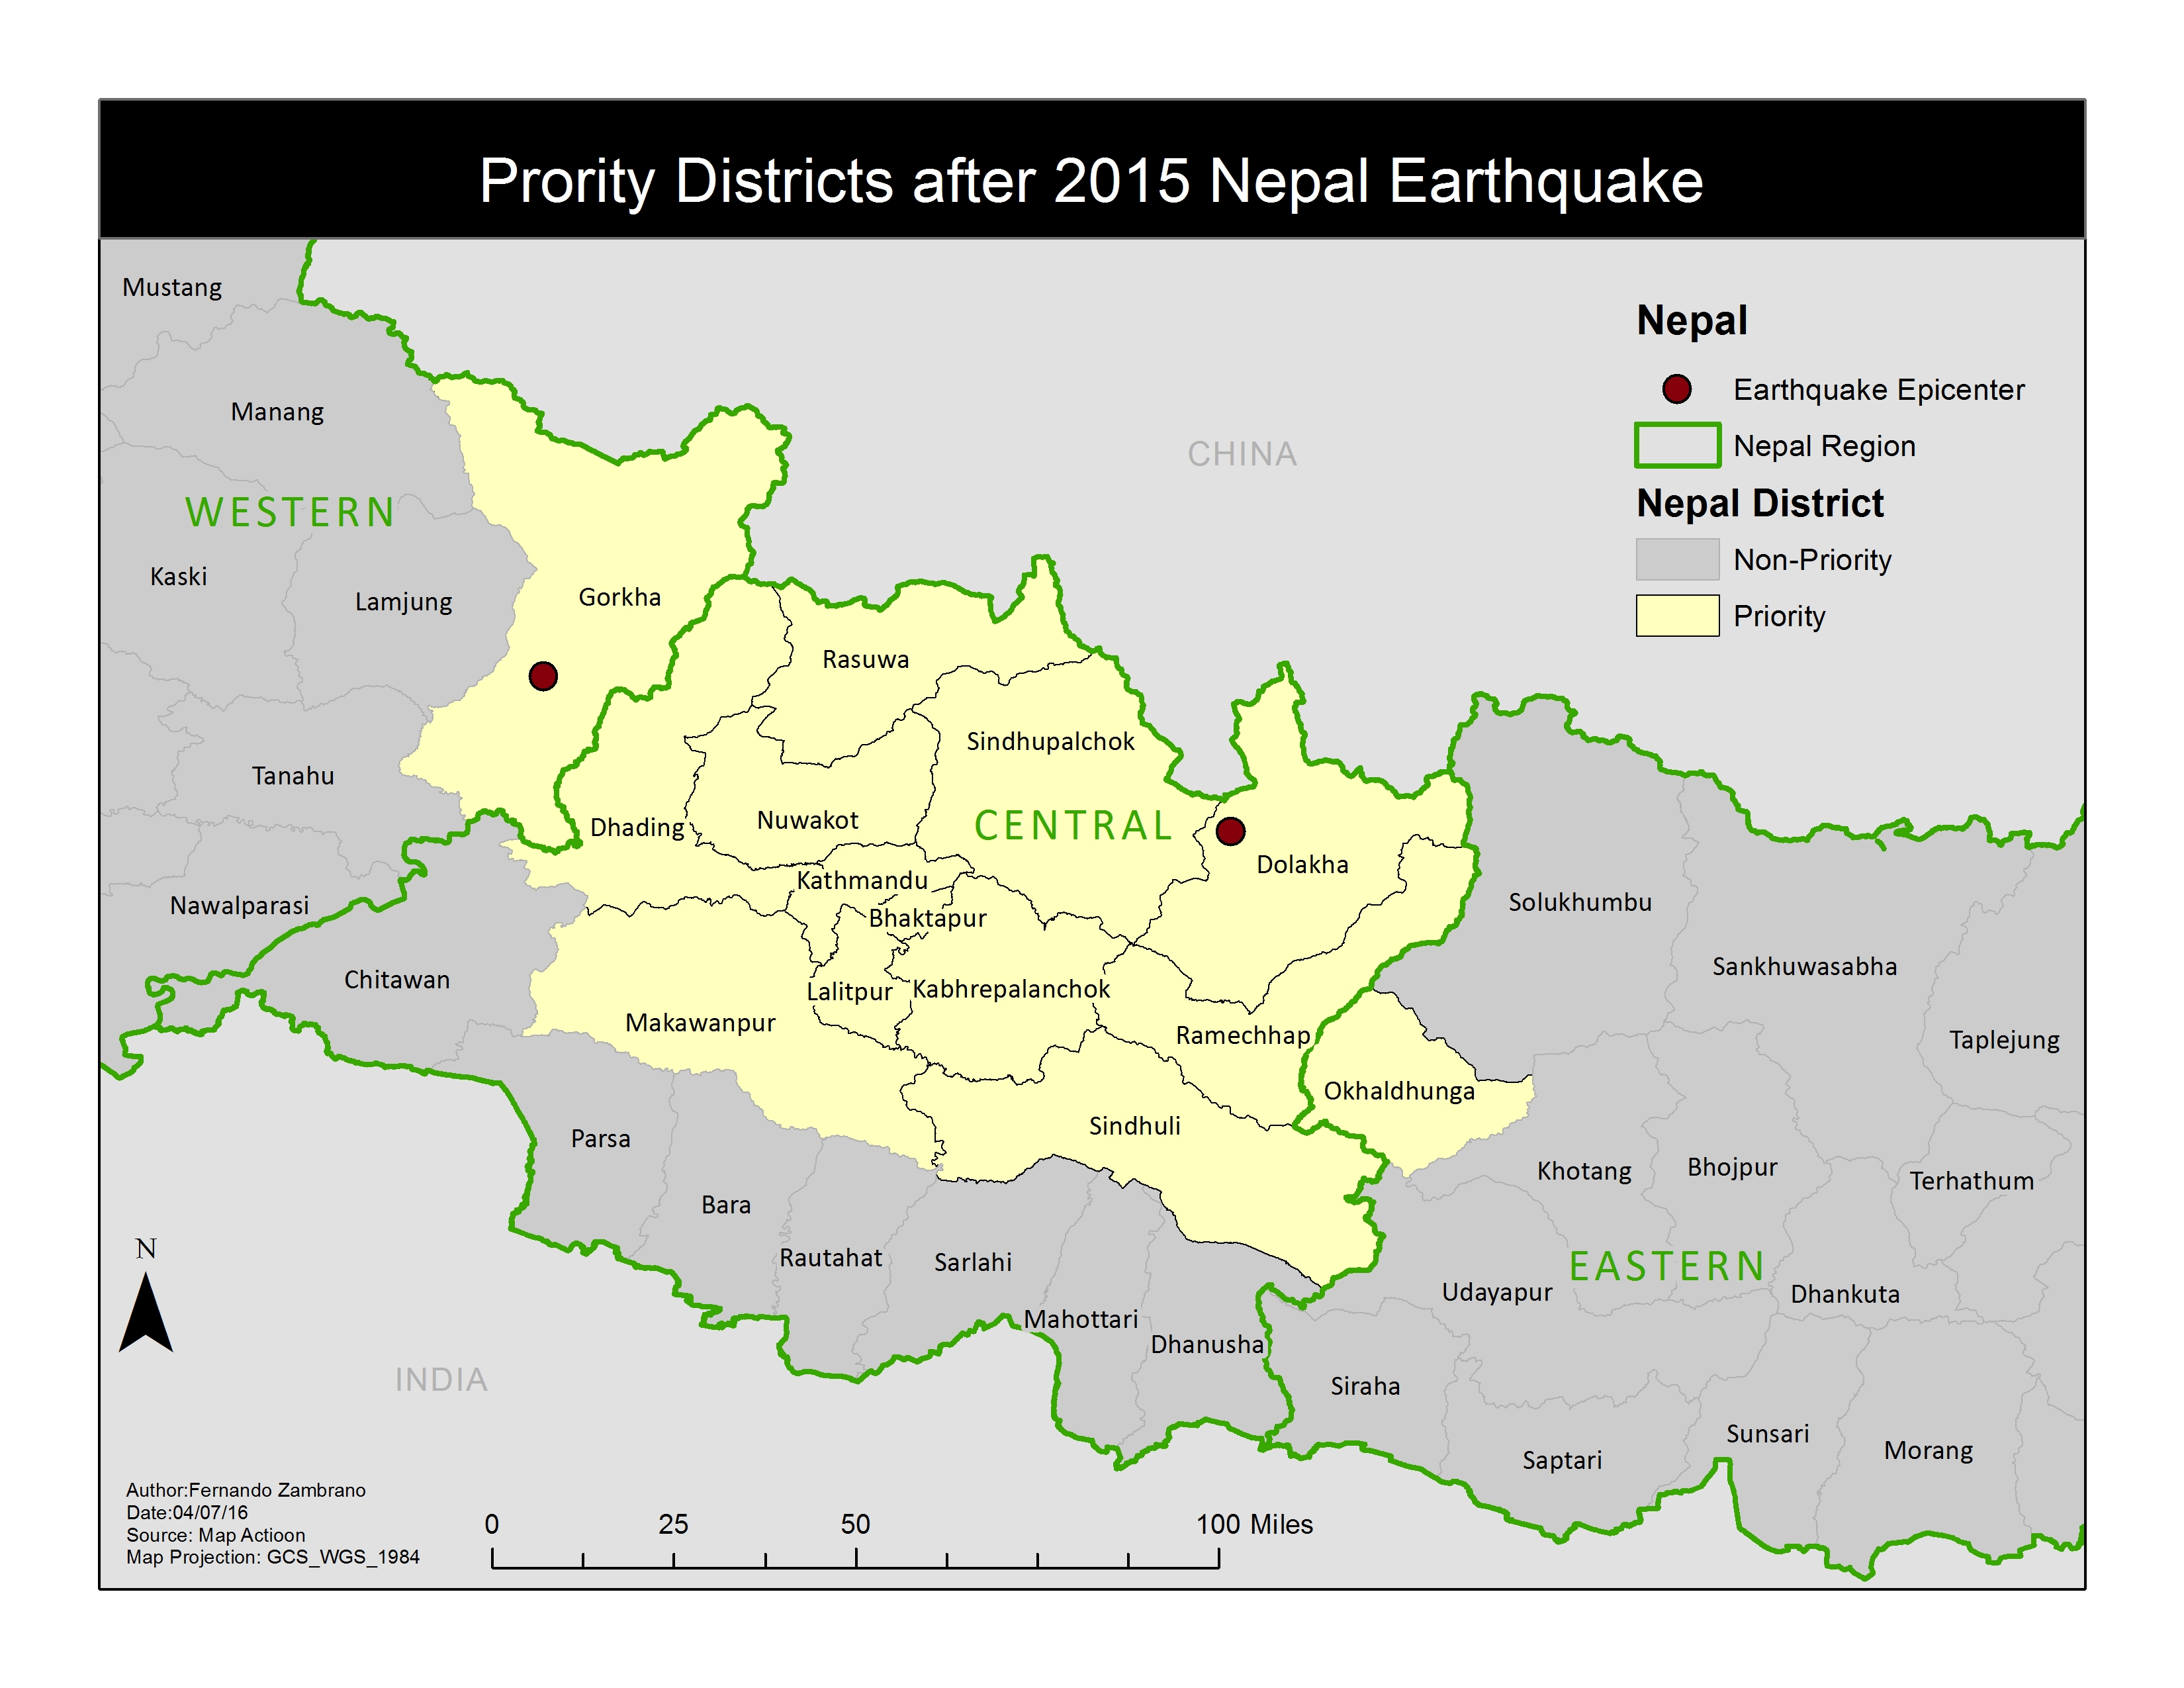 Prority Districts after 2015 Nepal Earthquake
Mustang
Manang
WESTERN
Kaski
Lamjung
Gorkha
Tanahu
Nawalparasi
Chitawan
CHINA
Nepal
Earthquake Epicenter
Nepal Region
Nepal District
Non-Priority
Priority
Rasuwa
Sindhupalchok
CENTRAL
Dhading
Nuwakot
Kathmandu
Bhaktapur
Dolakha
Lalitpur
Kabhrepalanchok
Makawanpur
Ramechhap
Okhaldhunga
Sindhuli
Solukhumbu
Sankhuwasabha
Taplejung
Parsa
Bara
Rautahat
Sarlahi
Mahottari
Dhanusha
Khotang
Bhojpur
Terhathum
EASTERN
Udayapur
Dhankuta
Siraha
Saptari
Sunsari
Morang
N
INDIA
Author:Fernando Zambrano
Date:04/07/16
Source: Map Actioon
Map Projection: GCS_WGS_1984
0 25 50 100 Miles